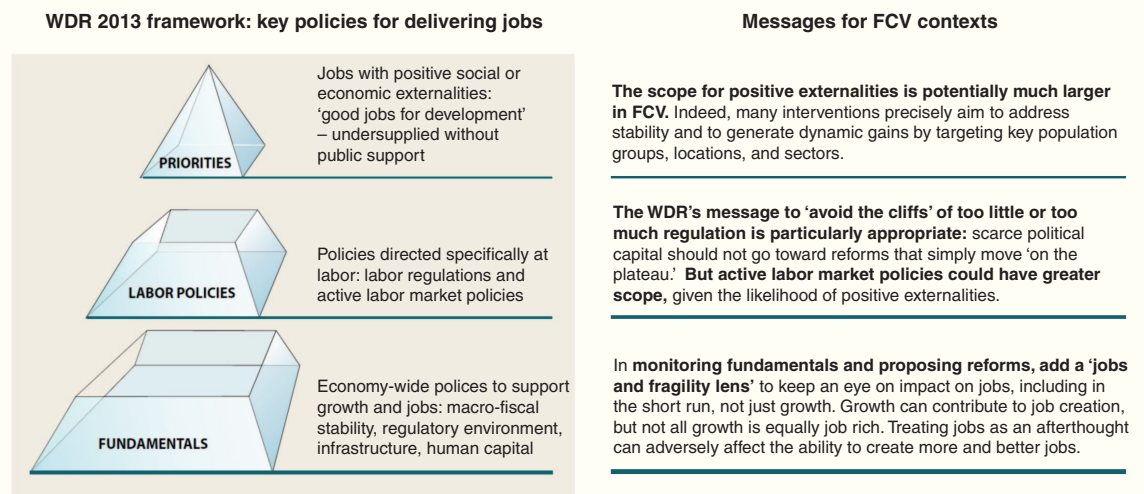 WDR 2013 framework: key policies for delivering jobs
Messages for FCV contexts
Jobs with positive social or
economic externalities:
‘good jobs for development’
– undersupplied without
public support
PRIORITIES
The scope for positive externalities is potentially much larger
in FCV. Indeed, many interventions precisely aim to address
stability and to generate dynamic gains by targeting key population
groups, locations, and sectors.
Policies directed specifically at
labor: labor regulations and
active labor market policies
LABOR POLICIES
The WDR’s message to ‘avoid the cliffs’ of too little or too
much regulation is particularly appropriate: scarce political
capital should not go toward reforms that simply move ‘on the
plateau.’ But active labor market policies could have greater
scope, given the likelihood of positive externalities.
Economy-wide polices to support
growth and jobs: macro-fiscal
stability, regulatory environment,
infrastructure, human capital
FUNDAMENTALS
In monitoring fundamentals and proposing reforms, add a ‘jobs
and fragility lens’ to keep an eye on impact on jobs, including in
the short run, not just growth. Growth can contribute to job creation,
but not all growth is equally job rich. Treating jobs as an afterthought
can adversely affect the ability to create more and better jobs.